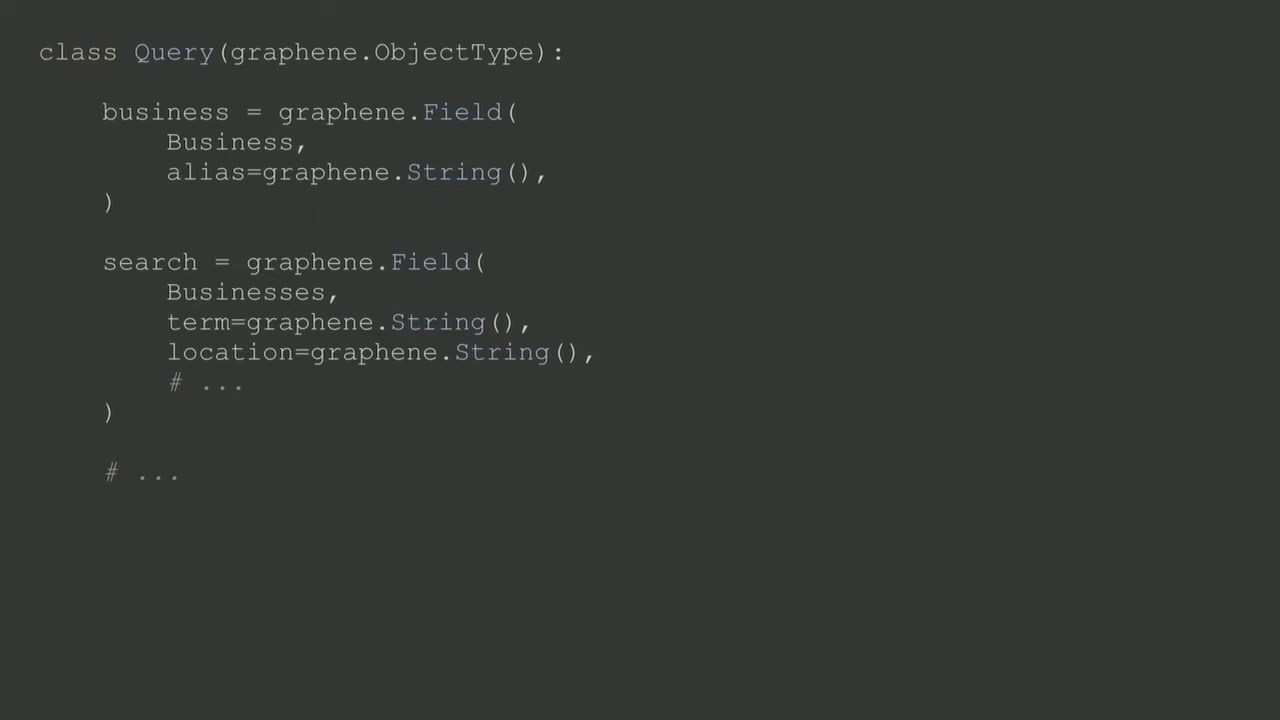 class Query(graphene.ObjectType):
    business = graphene.Field(
        Business,
        alias=graphene.String(),
    )
    search = graphene.Field(
        Businesses,
        term=graphene.String(),
        location=graphene.String(),
        # ...
    )
    # ...